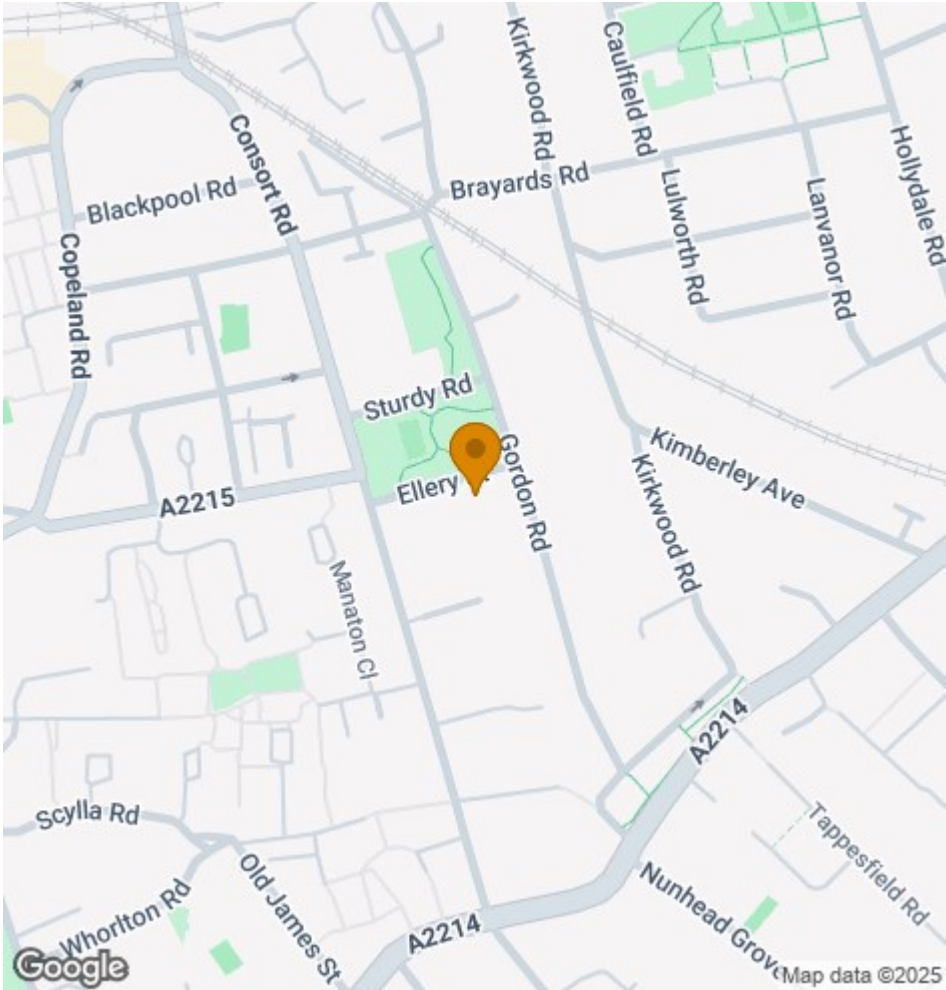 Kirkwood Rd
Caulfield Rd
Consort Rd
Hollydale Rd
Brayards Rd
Blackpool Rd
Lulworth Rd
Lanvanor Rd
Copeland Rd
Sturdy Rd
Kimberley Ave
Gordon Rd
Ellery
A2215
Kirkwood Rd
Manaton Cl
A2214
Scylla Rd
Tappesfield Rd
Old James St
Nunhead Grove
Whorlton Rd
A2214
Google
Map data ©2025